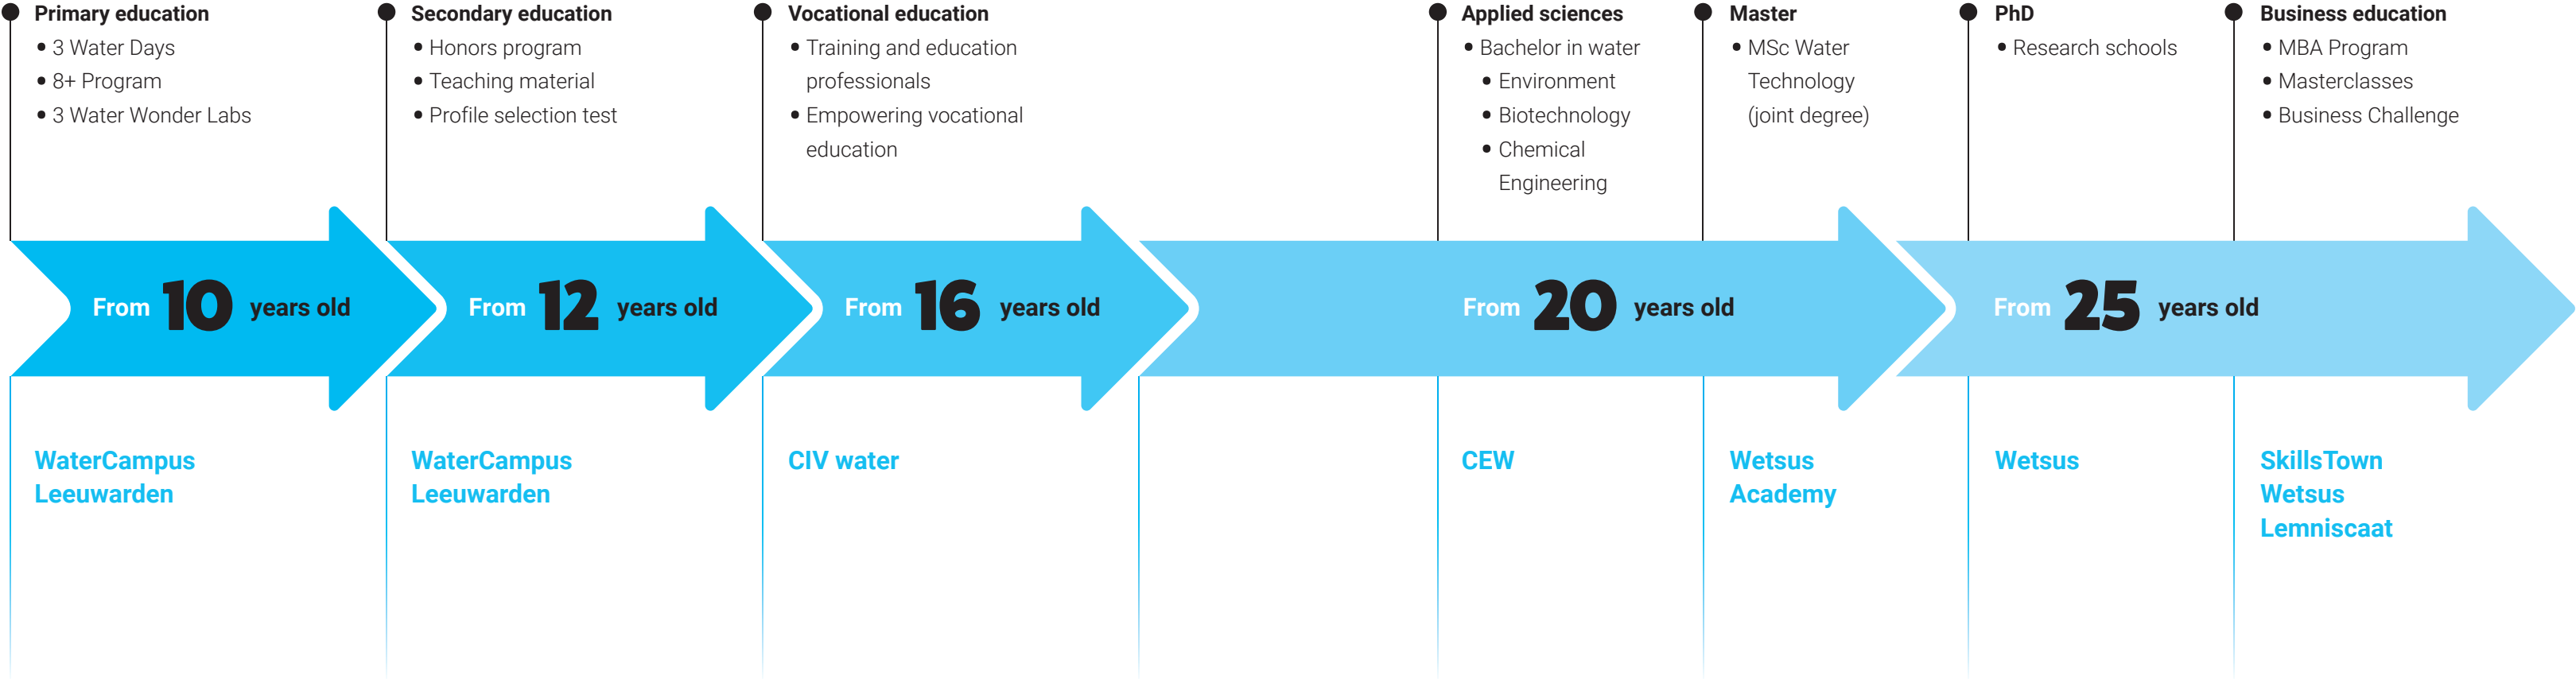 Primary education
• 3 Water Days
• 8+ Program
• 3 Water Wonder Labs
Secondary education
• Honors program
• Teaching material
• Profile selection test
Vocational education
• Training and education
professionals
• Empowering vocational
education
Applied sciences
• Bachelor in water
• Environment
• Biotechnology
• Chemical
Engineering
Master
• MSc Water
Technology
(joint degree)
PhD
• Research schools
Business education
• MBA Program
• Masterclasses
• Business Challenge
From 10 years old
From 12 years old
From 16 years old
From 20 years old
From 25 years old
WaterCampus
Leeuwarden
WaterCampus
Leeuwarden
CIV water
CEW
Wetsus
Academy
Wetsus
SkillsTown
Wetsus
Lemniscaat